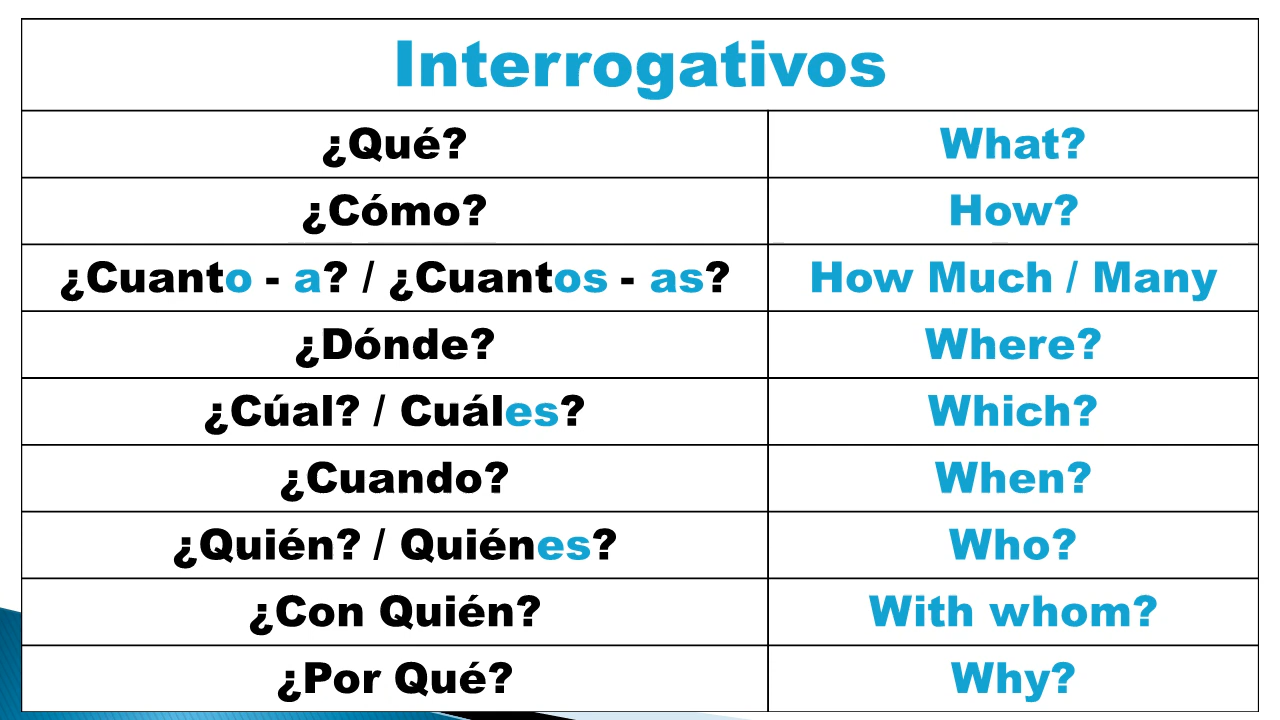 Interrogativos
¿Qué? What?
¿Cómo? How?
¿Cuanto - a? / ¿Cuantos - as? How Much / Many
¿Dónde? Where?
¿Cúal? / Cuáles? Which?
¿Cuando? When?
¿Quién? / Quiénes? Who?
¿Con Quién? With whom?
¿Por Qué? Why?